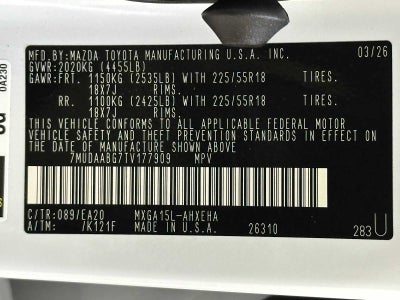 MFD.BY:MAZDA TOYOTA MANUFACTURING U.S.A. INC. 03/26
GVWR:2020KG (4455LB)
GAWR:FRT. 1150KG (2535LB) WITH 225/55R18 TIRES.
18X7J RIMS.
RR. 1100KG (2425LB) WITH 225/55R18 TIRES.
18X7J RIMS.
THIS VEHICLE CONFORMS TO ALL APPLICABLE FEDERAL MOTOR
VEHICLE SAFETY AND THEFT PREVENTION STANDARDS IN EFFECT ON
THE DATE OF MANUFACTURE SHOWN ABOVE.
7MUDAABG7TV177909 MPV
C/TR:089/EA20 MXGA15L-AHXEHA
A/TM: /K121F MADE IN U.S.A. 26310 283U
0A230